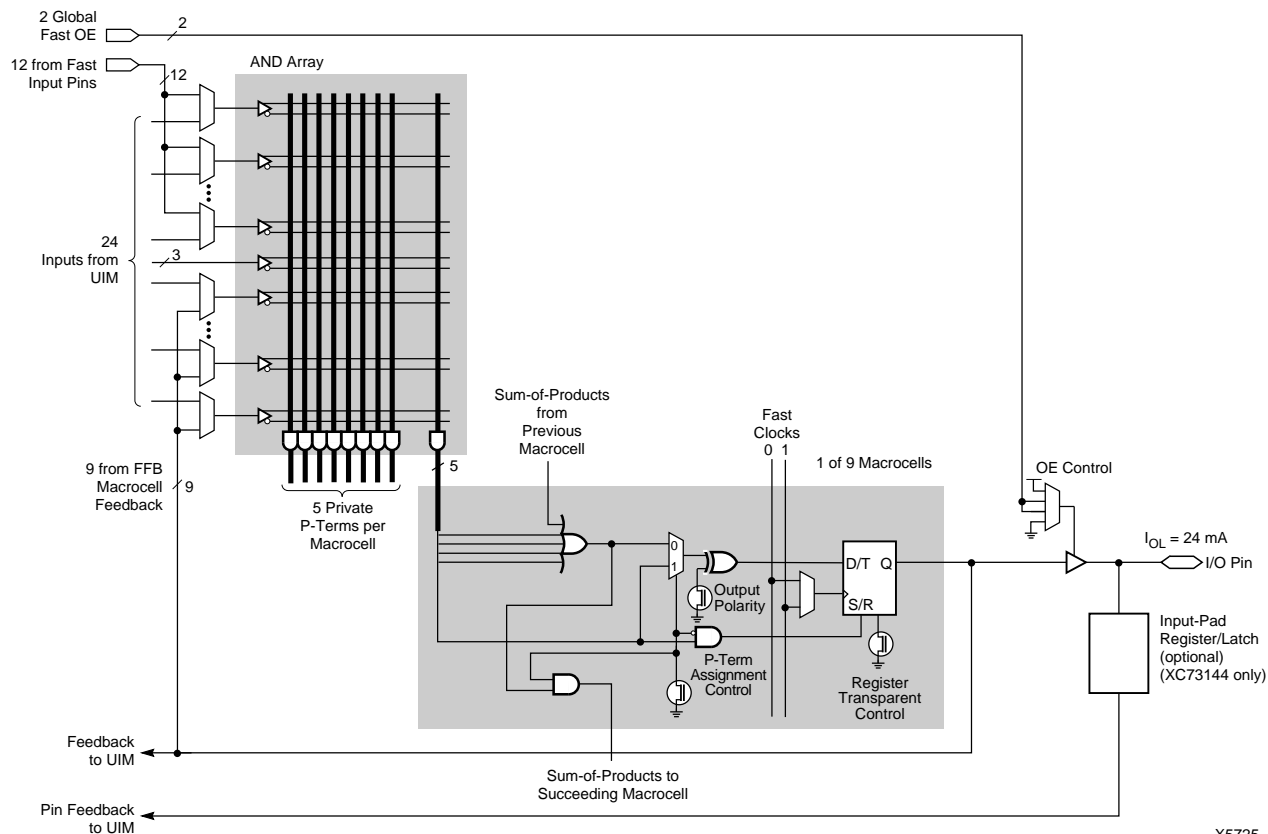 2 Global
Fast OE
2
12 from Fast
Input Pins
12
AND Array
24
Inputs from
UIM
3
9 from FFB
Macrocell
Feedback
9
5 Private
P-Terms per
Macrocell
5
Sum-of-Products
from
Previous
Macrocell
Fast
Clocks
0 1
1 of 9 Macrocells
OE Control
I_OL = 24 mA
I/O Pin
0
1
D/T Q
S/R
Output
Polarity
P-Term
Assignment
Control
Register
Transparent
Control
Input-Pad
Register/Latch
(optional)
(XC73144 only)
Feedback
to UIM
Sum-of-Products to
Succeeding Macrocell
Pin Feedback
to UIM